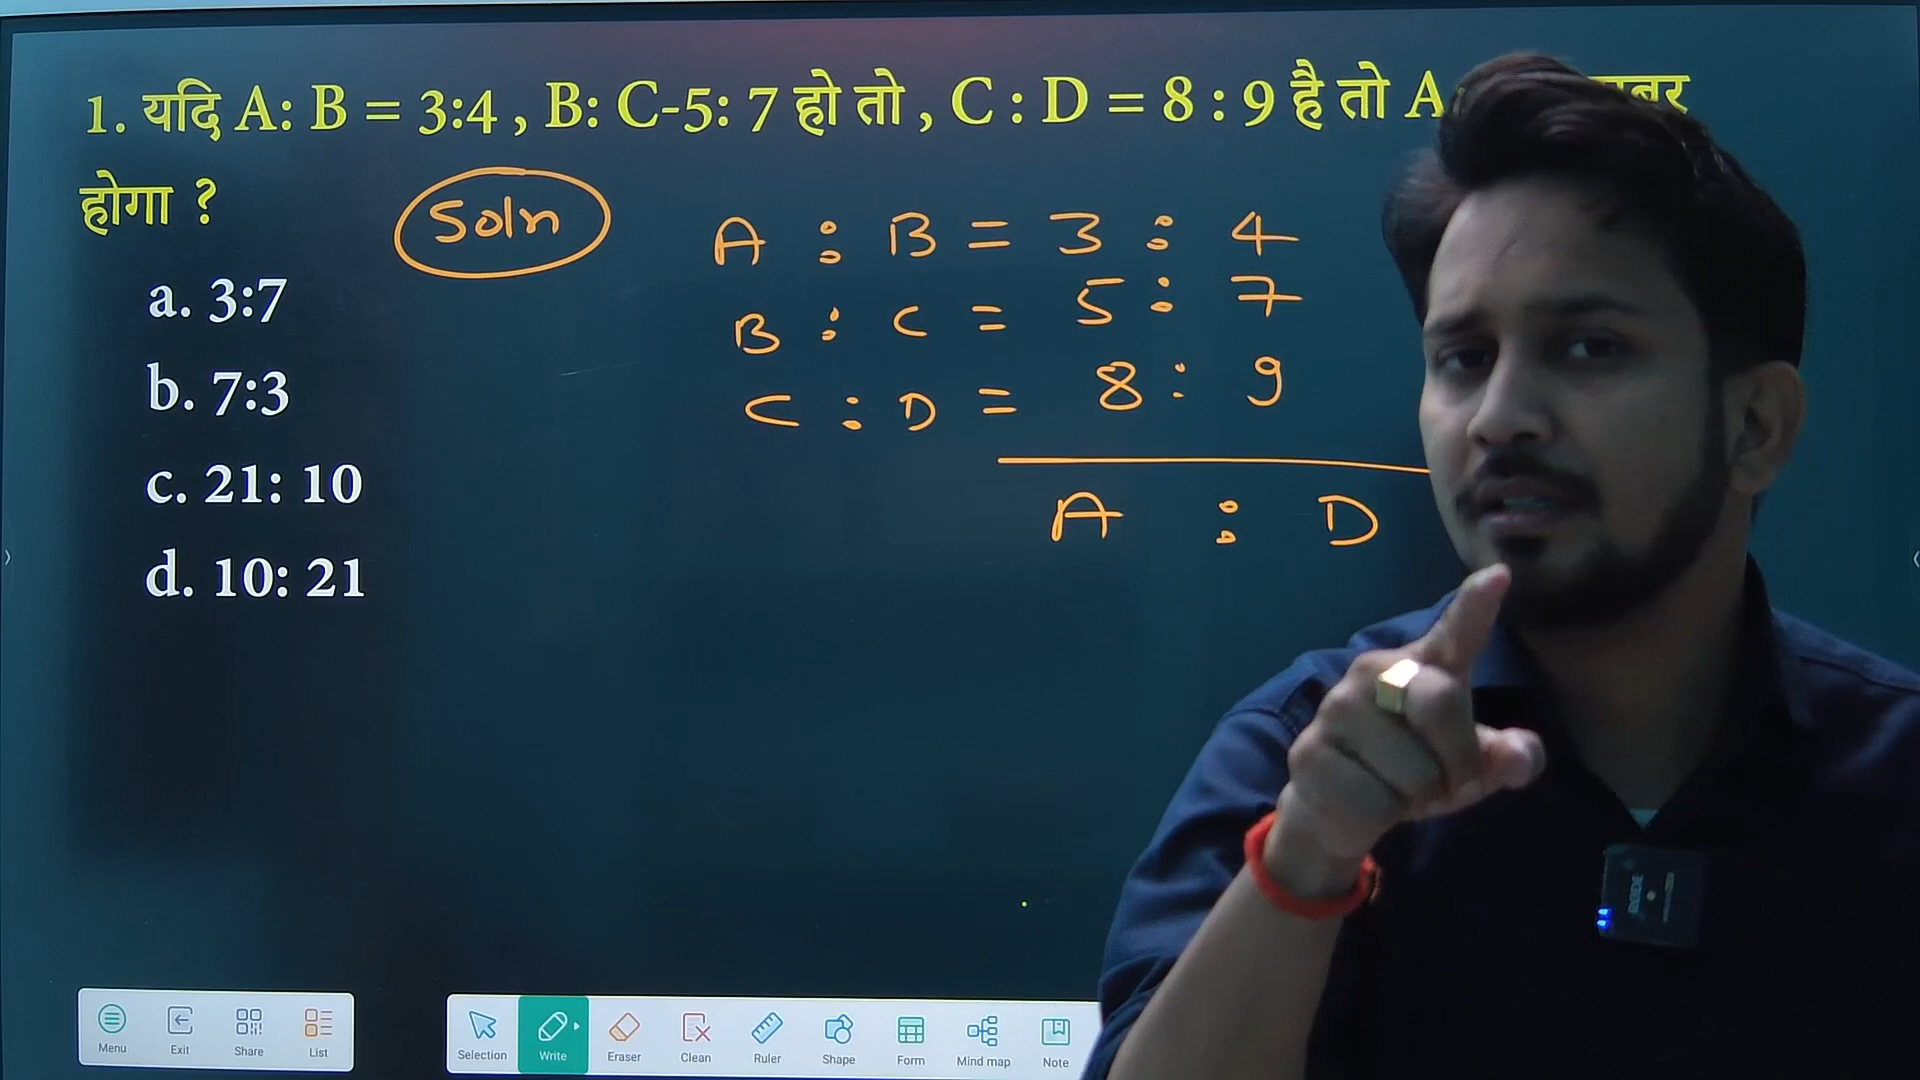 1. यदि A: B = 3:4 , B: C-5: 7 हो तो , C : D = 8 : 9 है तो A
होगा ?
Soln
a. 3:7
b. 7:3
c. 21: 10
d. 10: 21
A : B = 3 : 4
B : C = 5 : 7
C : D = 8 : 9
A : D
RODE
Menu
Exit
Share
List
Selection
Write
Eraser
Clean
Ruler
Shape
Form
Mind map
Note